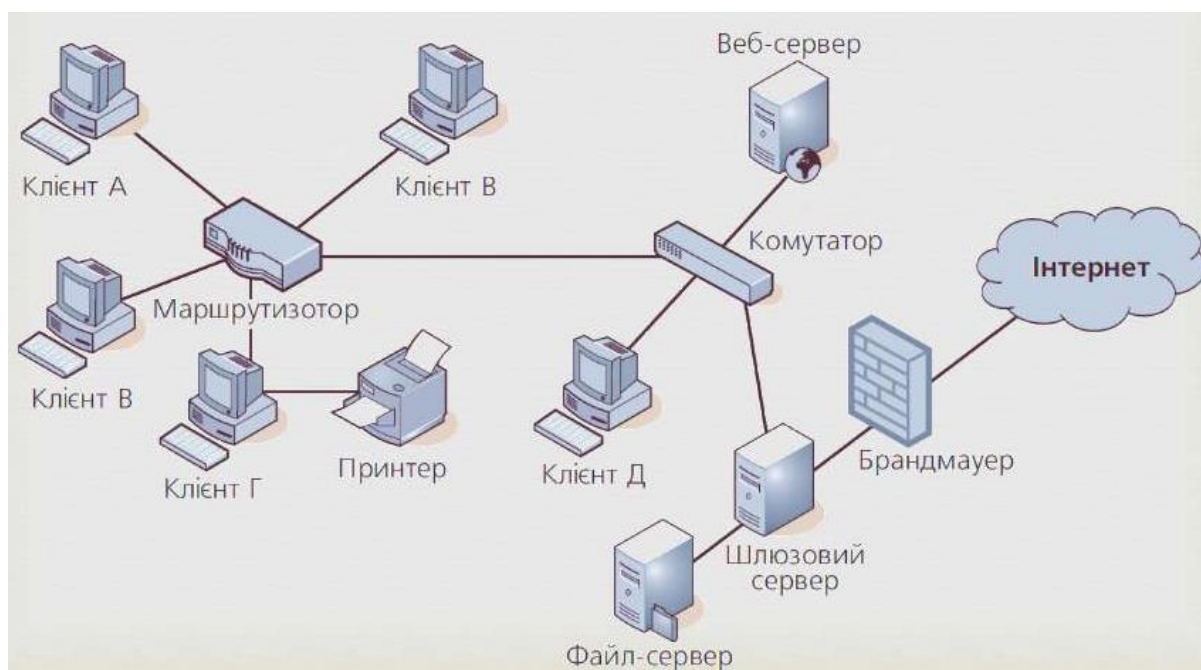 Веб-сервер
Клієнт А
Клієнт В
Комутатор
Інтернет
Маршрутизотор
Клієнт В
Клієнт Г
Принтер
Клієнт Д
Брандмауер
Шлюзовий
сервер
Файл-сервер